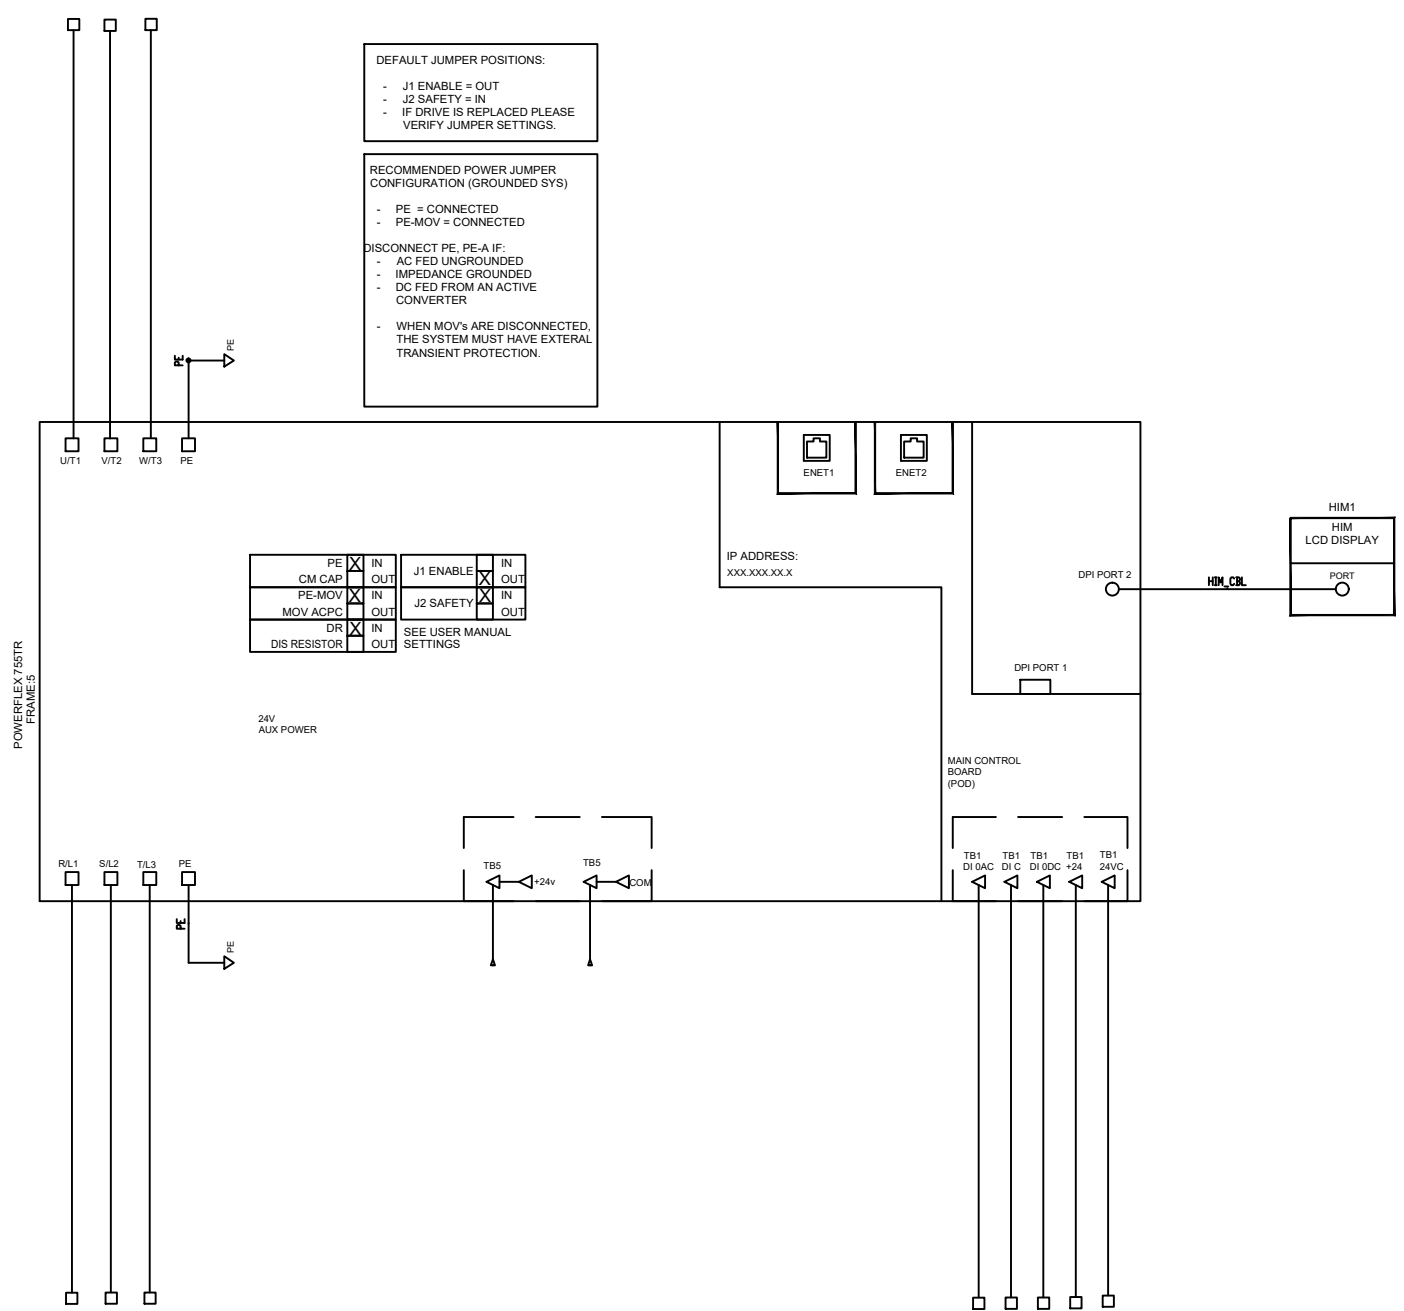 DEFAULT JUMPER POSITIONS:
- J1 ENABLE = OUT
- J2 SAFETY = IN
- IF DRIVE IS REPLACED PLEASE
VERIFY JUMPER SETTINGS.
RECOMMENDED POWER JUMPER
CONFIGURATION (GROUNDED SYS)
- PE = CONNECTED
- PE-MOV = CONNECTED
DISCONNECT PE, PE-A IF:
- AC FED UNGROUNDED
- IMPEDANCE GROUNDED
- DC FED FROM AN ACTIVE
CONVERTER
- WHEN MOV's ARE DISCONNECTED,
THE SYSTEM MUST HAVE EXTERAL
TRANSIENT PROTECTION.
PE
PE
U/T1 V/T2 W/T3 PE
ENET1
ENET2
HIM1
HIM
LCD DISPLAY
PORT
HIM_CBL
DPI PORT 2
DPI PORT 1
IP ADDRESS:
XXX.XXX.XX.X
PE X IN
CM CAP OUT
PE-MOV X IN
MOV ACPC OUT
DR X IN
DIS RESISTOR OUT
J1 ENABLE IN
X OUT
J2 SAFETY X IN
OUT
SEE USER MANUAL
SETTINGS
POWERFLEX 755TR
FRAME:5
24V
AUX POWER
MAIN CONTROL
BOARD
(POD)
R/L1 S/L2 T/L3 PE
TB5
+24v
TB5
COM
TB1
DI 0AC
TB1
DI C
TB1
DI 0DC
TB1
+24
TB1
24VC
PE
PE